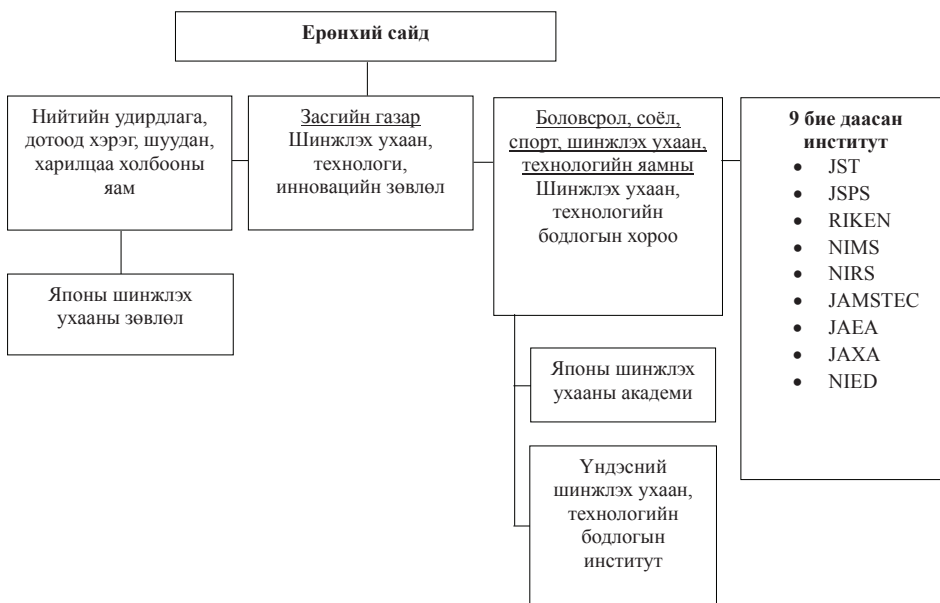 Ерөнхий сайд
Нийтийн удирдлага,
дотоод хэрэг, шуудан,
харилцаа холбооны
яам
Засгийн газар
Шинжлэх ухаан,
технологи,
инновацийн зөвлөл
Боловсрол, соёл,
спорт, шинжлэх ухаан,
технологийн яамны
Шинжлэх ухаан,
технологийн
бодлогын хороо
9 бие даасан
институт
• JST
• JSPS
• RIKEN
• NIMS
• NIRS
• JAMSTEC
• JAEA
• JAXA
• NIED
Японы шинжлэх
ухааны зөвлөл
Японы шинжлэх
ухааны академи
Үндэсний
шинжлэх ухаан,
технологийн
бодлогын
институт